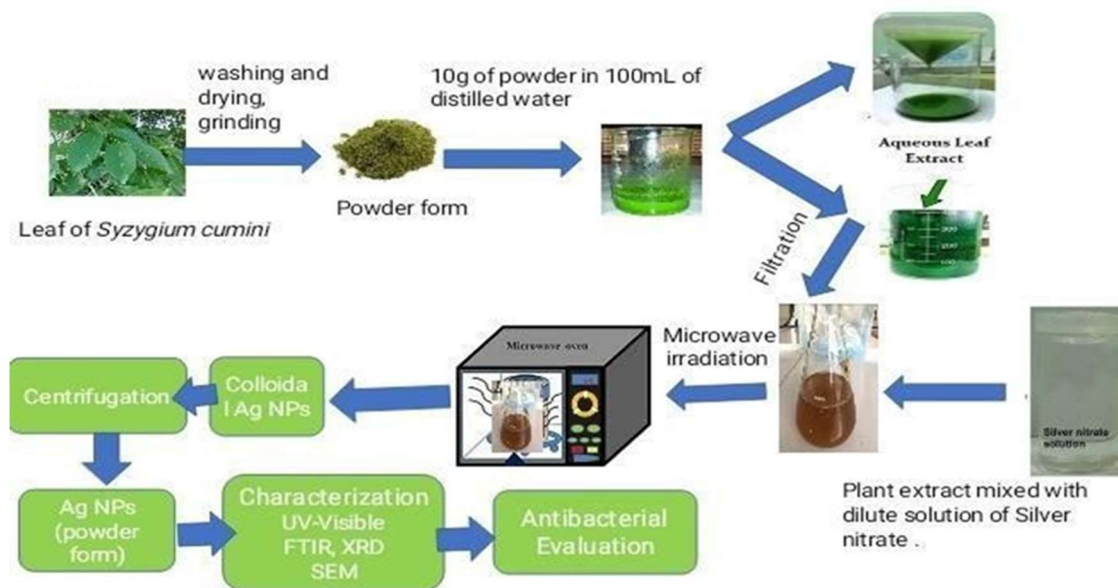 washing and
drying,
grinding
10g of powder in 100mL of
distilled water
Aqueous Leaf
Extract
Powder form
Leaf of Syzygium cumini
Filtration
200
Microwave
irradiation
Microwave oven
Silver nitrate
solution
Plant extract mixed with
dilute solution of Silver
nitrate .
Colloida
l Ag NPs
Centrifugation
Ag NPs
(powder
form)
Characterization
UV-Visible
FTIR, XRD
SEM
Antibacterial
Evaluation